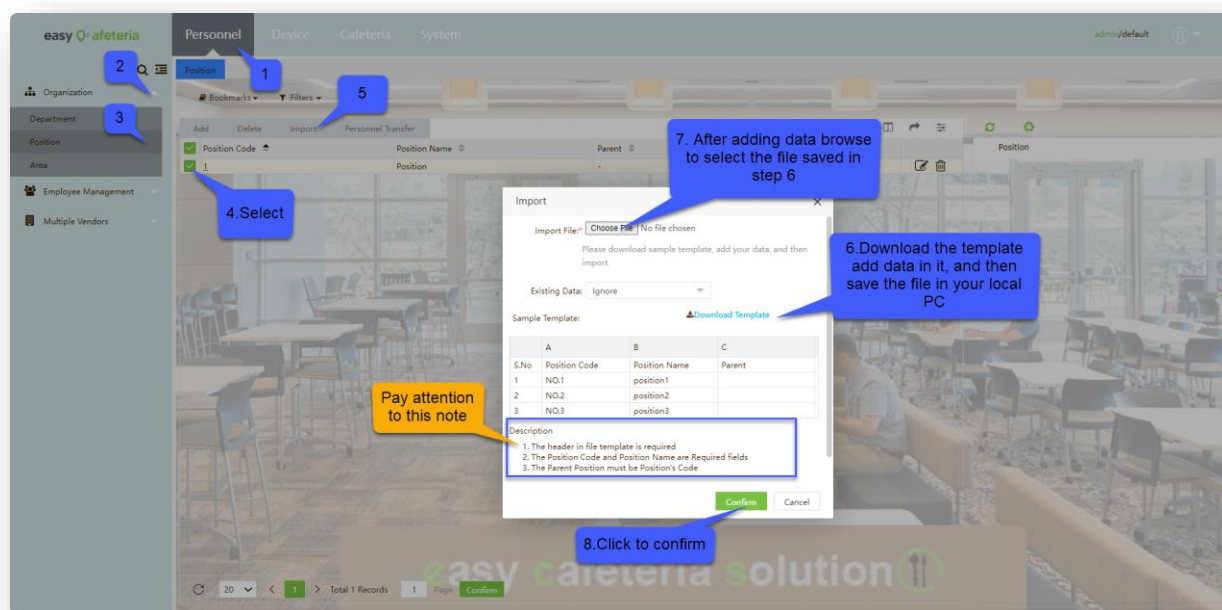 easy Cafeteria
Personnel
Device
Cafeteria
System
admin/default
2
1
Position
Organization
Bookmarks
Filters
5
Department
3
Position
Area
Employee Management
Multiple Vendors
Add
Delete
Import
Personnel Transfer
Position Code
Position Name
Parent
Position
1
Position
-
4.Select
7. After adding data browse
to select the file saved in
step 6
Import
Import File:* Choose File No file chosen
Please download sample template, add your data, and then
import
Existing Data: Ignore
6.Download the template
add data in it, and then
save the file in your local
PC
Sample Template:
Download Template
A B C
S.No Position Code Position Name Parent
1 NO.1 position1
2 NO.2 position2
3 NO.3 position3
Pay attention
to this note
Description
1. The header in file template is required
2. The Position Code and Position Name are Required fields
3. The Parent Position must be Position's Code
Confirm Cancel
8.Click to confirm
easy cafeteria solution
20
1
Total 1 Records
1
Page
Confirm